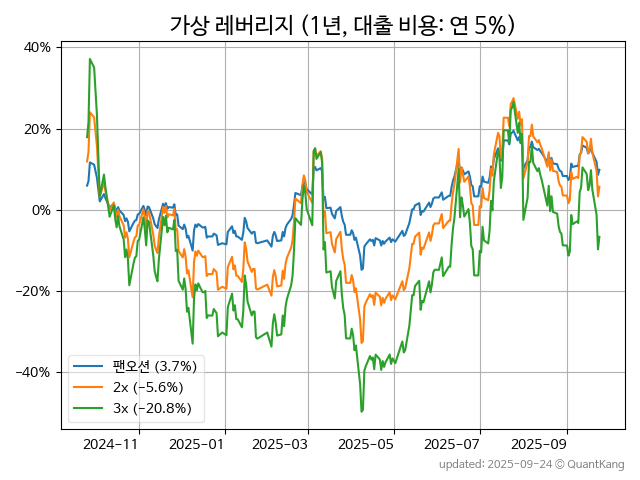 가상 레버리지 (1년, 대출 비용: 연 5%)
40%
20%
0%
−20%
−40%
팬오션 (3.7%)
2x (−5.6%)
3x (−20.8%)
2024-11 2025-01 2025-03 2025-05 2025-07 2025-09
updated: 2025-09-24 © QuantKang